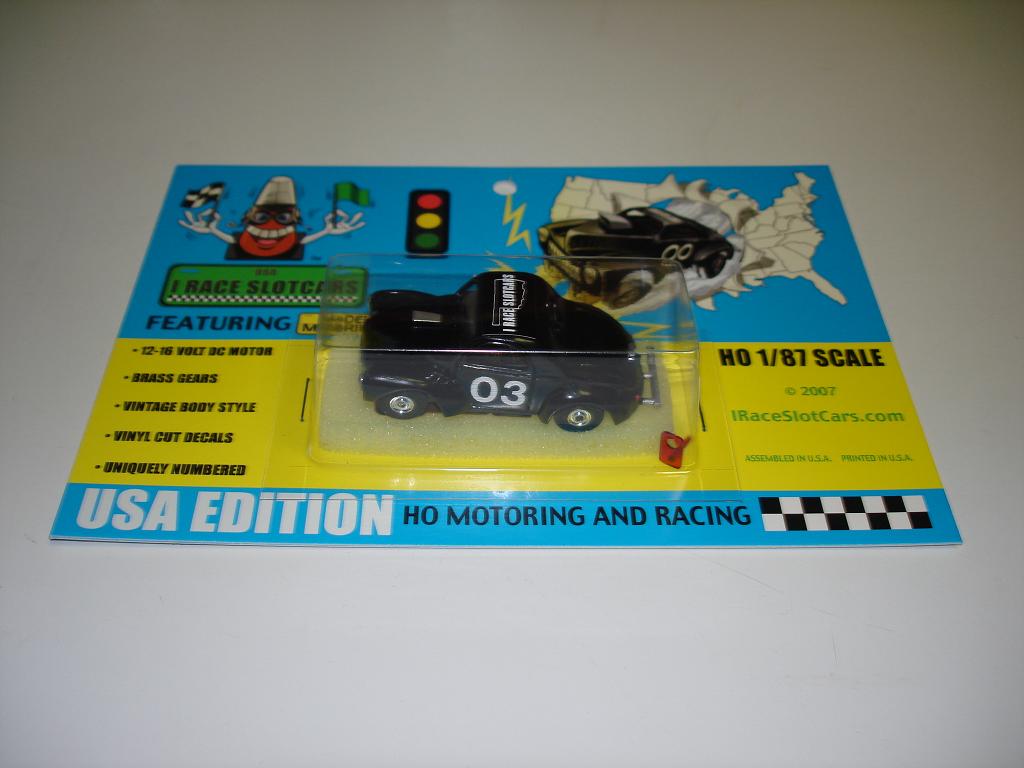 USA
I RACE SLOTCARS
FEATURING
• 12-16 VOLT DC MOTOR
• BRASS GEARS
• VINTAGE BODY STYLE
• VINYL CUT DECALS
• UNIQUELY NUMBERED
I RACE SLOTCARS
03
00
HO 1/87 SCALE
© 2007
IRaceSlotCars.com
ASSEMBLED IN U.S.A. PRINTED IN U.S.A.
USA EDITION HO MOTORING AND RACING